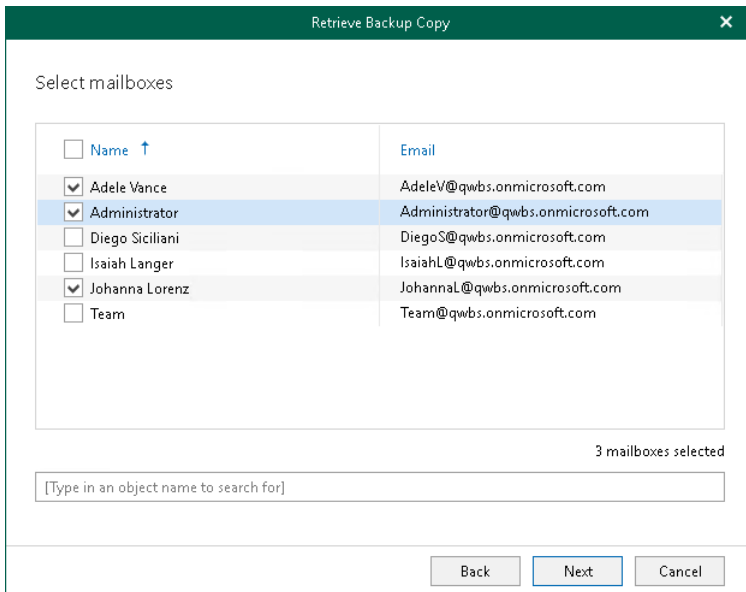 Retrieve Backup Copy
Select mailboxes
Name Email
Adele Vance AdeleV@qwbs.onmicrosoft.com
Administrator Administrator@qwbs.onmicrosoft.com
Diego Siciliani DiegoS@qwbs.onmicrosoft.com
Isaiah Langer IsaiahL@qwbs.onmicrosoft.com
Johanna Lorenz JohannaL@qwbs.onmicrosoft.com
Team Team@qwbs.onmicrosoft.com
3 mailboxes selected
[Type in an object name to search for]
Back Next Cancel